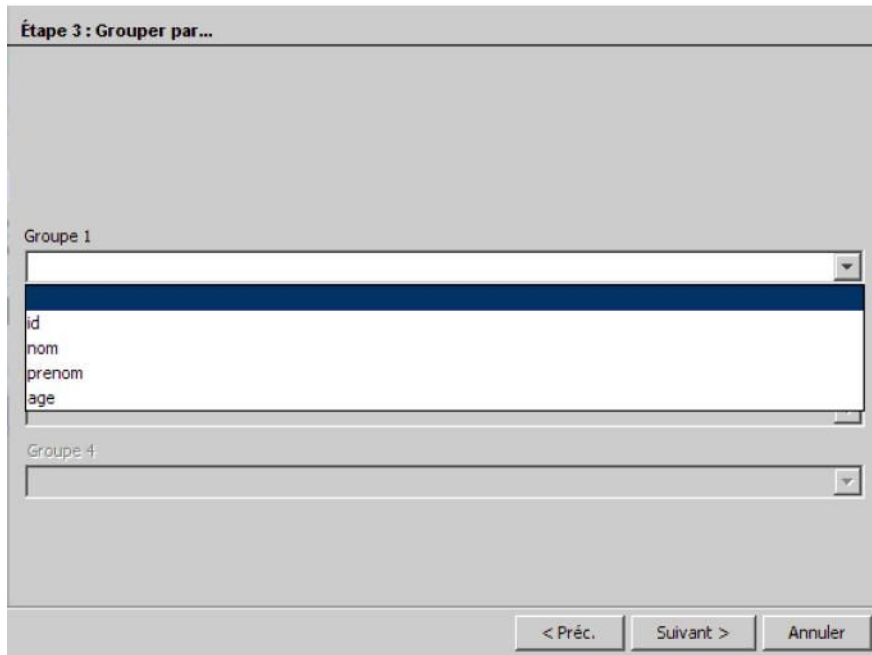 Étape 3 : Grouper par...
Groupe 1
id
nom
prenom
age
Groupe 4
< Préc.
Suivant >
Annuler